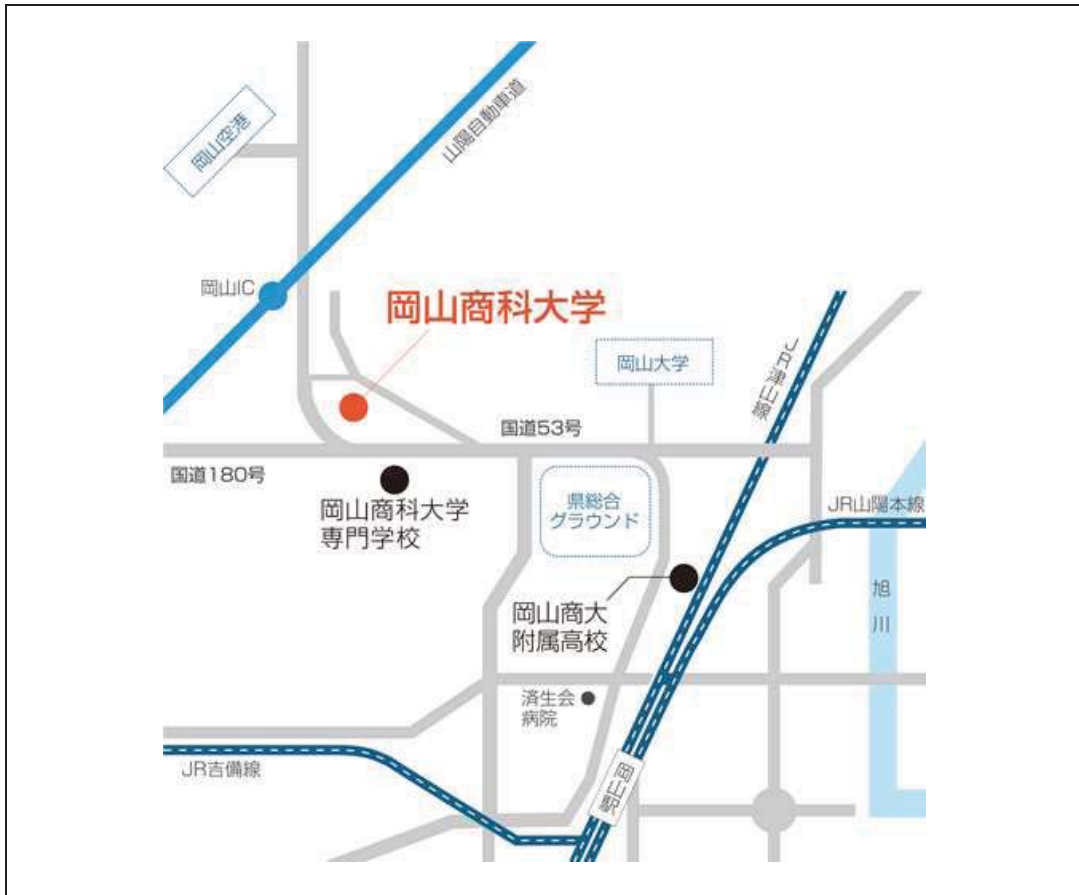 岡山空港
山陽自動車道
岡山IC
岡山商科大学
岡山大学
JR津山線
国道53号
国道180号
岡山商科大学
専門学校
県総合
グラウンド
JR山陽本線
岡山商大
附属高校
旭川
済生会
病院
JR吉備線
岡山駅